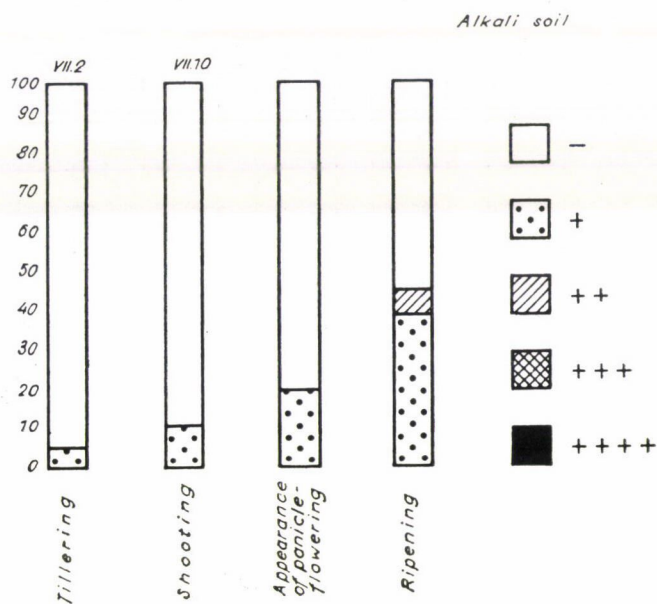 Alkali soil
VII.2
VII.10
100
90
80
70
60
50
40
30
20
10
0
−
+
++
+++
++++
Tillering
Shooting
Appearance
of panicle-
flowering
Ripening